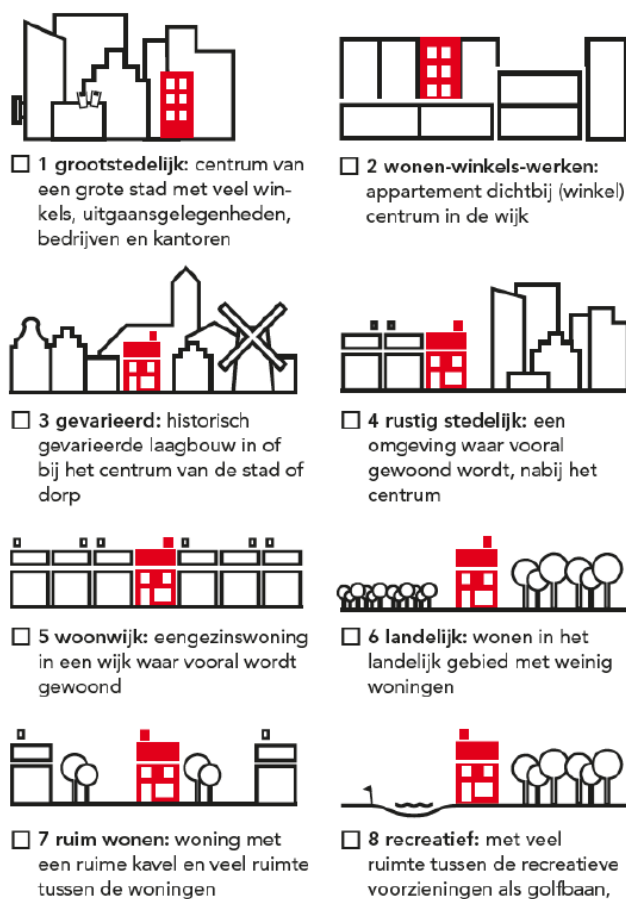 1 grootstedelijk: centrum van
een grote stad met veel win-
kels, uitgaansgelegenheden,
bedrijven en kantoren
2 wonen-winkels-werken:
appartement dichtbij (winkel)
centrum in de wijk
3 gevarieerd: historisch
gevarieerde laagbouw in of
bij het centrum van de stad of
dorp
4 rustig stedelijk: een
omgeving waar vooral
gewoond wordt, nabij het
centrum
5 woonwijk: eengezinswoning
in een wijk waar vooral wordt
gewoond
6 landelijk: wonen in het
landelijk gebied met weinig
woningen
7 ruim wonen: woning met
een ruime kavel en veel ruimte
tussen de woningen
8 recreatief: met veel
ruimte tussen de recreatieve
voorzieningen als golfbaan,